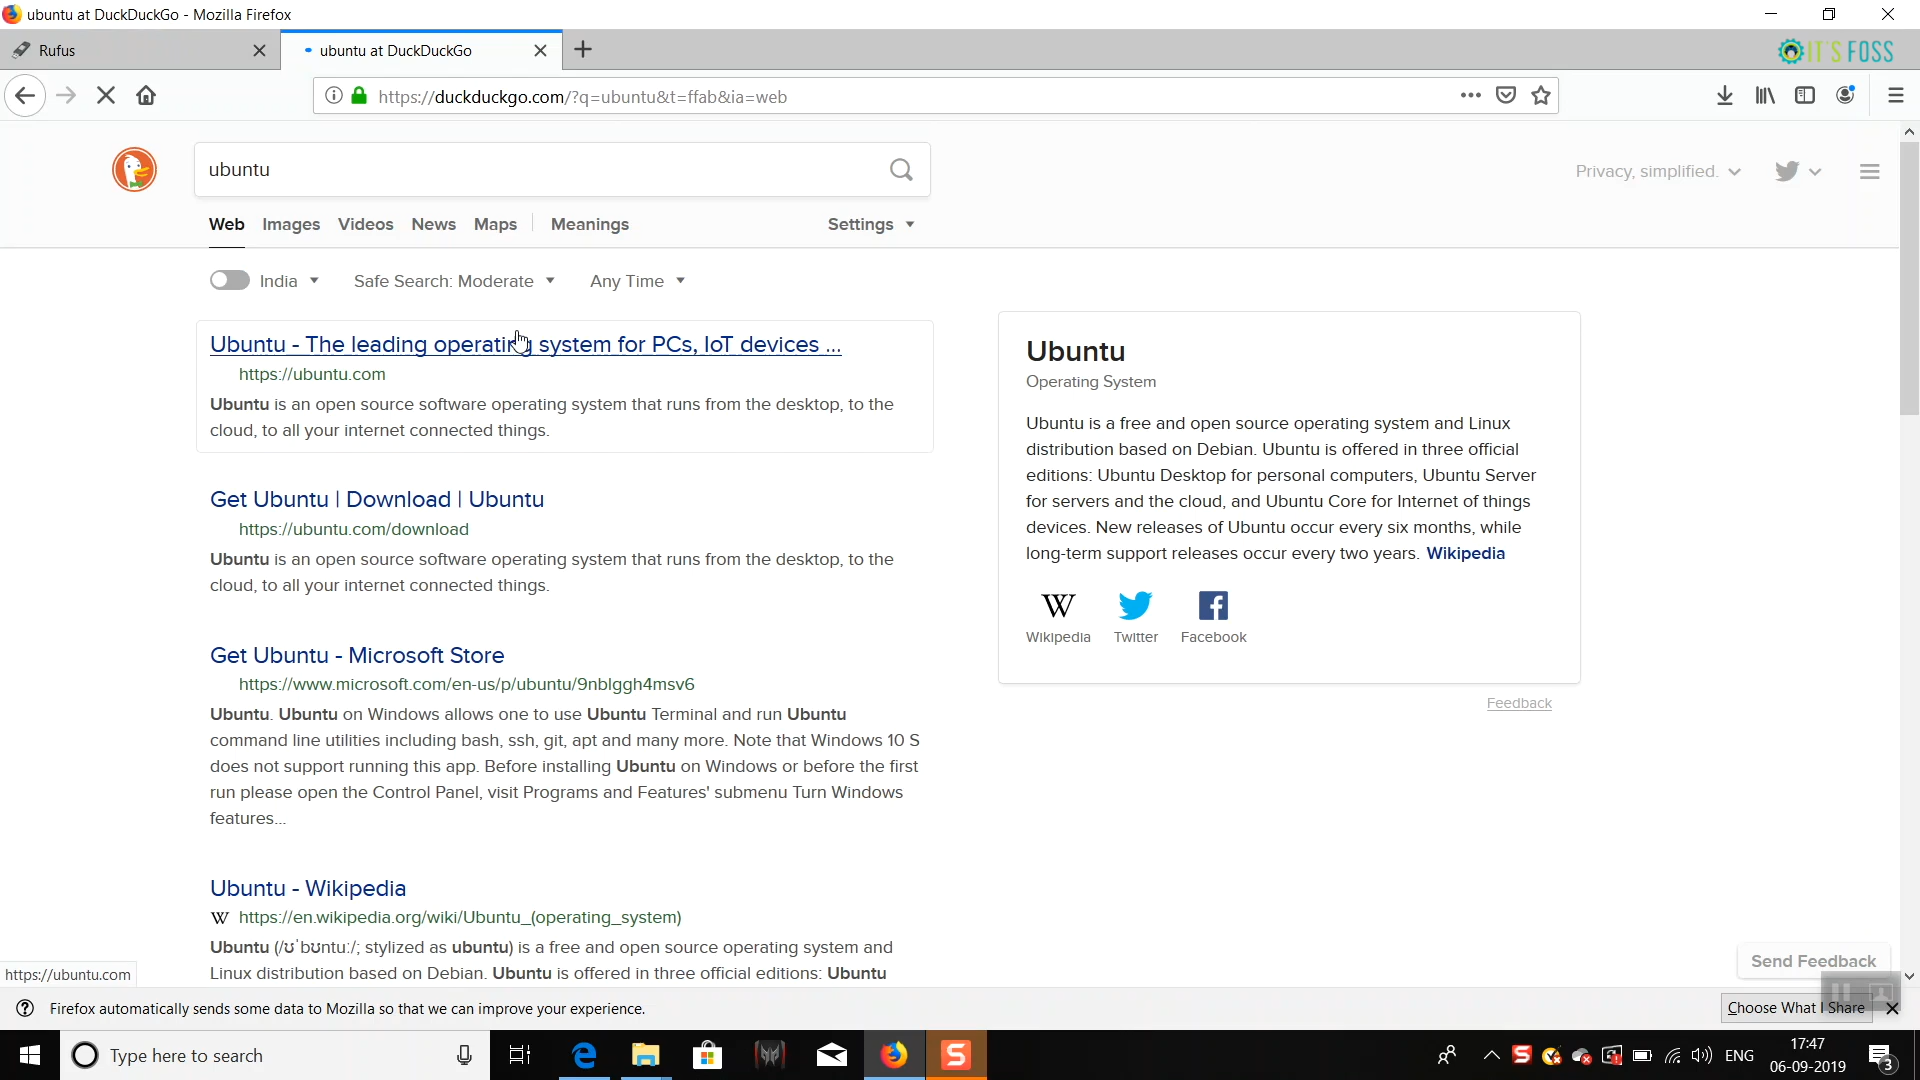 ubuntu at DuckDuckGo - Mozilla Firefox
Rufus
ubuntu at DuckDuckGo
IT'S FOSS
https://duckduckgo.com/?q=ubuntu&t=ffab&ia=web
ubuntu
Privacy, simplified.
Web Images Videos News Maps Meanings Settings
India Safe Search: Moderate Any Time
Ubuntu - The leading operating system for PCs, IoT devices ...
https://ubuntu.com
Ubuntu is an open source software operating system that runs from the desktop, to the
cloud, to all your internet connected things.
Get Ubuntu | Download | Ubuntu
https://ubuntu.com/download
Ubuntu is an open source software operating system that runs from the desktop, to the
cloud, to all your internet connected things.
Get Ubuntu - Microsoft Store
https://www.microsoft.com/en-us/p/ubuntu/9nblggh4msv6
Ubuntu. Ubuntu on Windows allows one to use Ubuntu Terminal and run Ubuntu
command line utilities including bash, ssh, git, apt and many more. Note that Windows 10 S
does not support running this app. Before installing Ubuntu on Windows or before the first
run please open the Control Panel, visit Programs and Features' submenu Turn Windows
features...
Ubuntu - Wikipedia
W https://en.wikipedia.org/wiki/Ubuntu_(operating_system)
Ubuntu (/ʊˈbʊntuː/; stylized as ubuntu) is a free and open source operating system and
Linux distribution based on Debian. Ubuntu is offered in three official editions: Ubuntu
Ubuntu
Operating System
Ubuntu is a free and open source operating system and Linux
distribution based on Debian. Ubuntu is offered in three official
editions: Ubuntu Desktop for personal computers, Ubuntu Server
for servers and the cloud, and Ubuntu Core for Internet of things
devices. New releases of Ubuntu occur every six months, while
long-term support releases occur every two years. Wikipedia
W
Wikipedia Twitter Facebook
Feedback
Send Feedback
https://ubuntu.com
Firefox automatically sends some data to Mozilla so that we can improve your experience.
Choose What I Share
Type here to search
ENG
17:47
06-09-2019
3